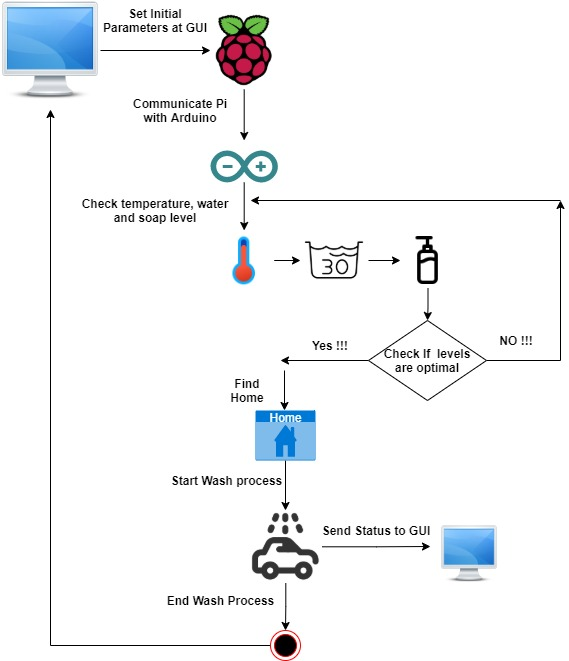 Set Initial
Parameters at GUI
Communicate Pi
with Arduino
Check temperature, water
and soap level
30
Check If levels
are optimal
Yes !!!
NO !!!
Find
Home
Home
Start Wash process
Send Status to GUI
End Wash Process